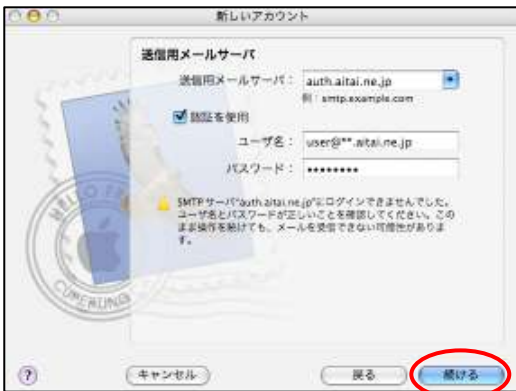 新しいアカウント
送信用メールサーバ
送信用メールサーバ： auth.aitai.ne.jp
例：smtp.example.com
認証を使用
ユーザ名： user@**.aitai.ne.jp
パスワード： ••••••••
SMTP サーバ"auth.aitai.ne.jp"にログインできませんでした。
ユーザ名とパスワードが正しいことを確認してください。この
まま操作を続けても、メールを受信できない可能性がありま
す。
HELLO FR
CUPERTINO
? キャンセル 戻る 続ける